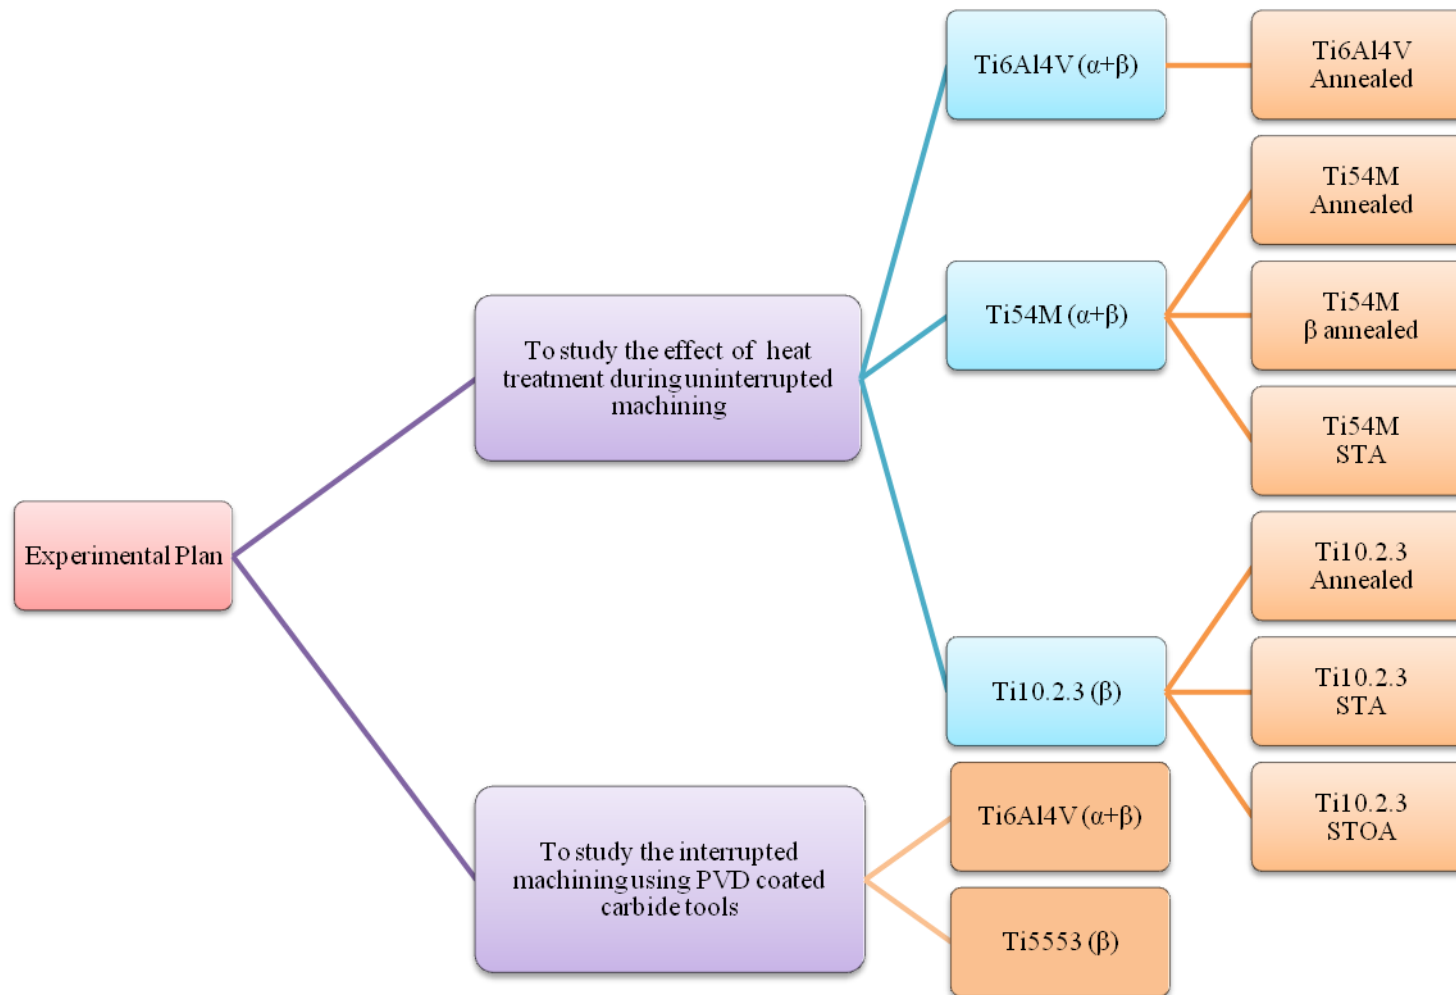 Experimental Plan
To study the effect of heat
treatment during uninterrupted
machining
Ti6Al4V (α+β)
Ti6Al4V
Annealed
Ti54M (α+β)
Ti54M
Annealed
Ti54M
β annealed
Ti54M
STA
Ti10.2.3 (β)
Ti10.2.3
Annealed
Ti10.2.3
STA
Ti10.2.3
STOA
To study the interrupted
machining using PVD coated
carbide tools
Ti6Al4V (α+β)
Ti5553 (β)